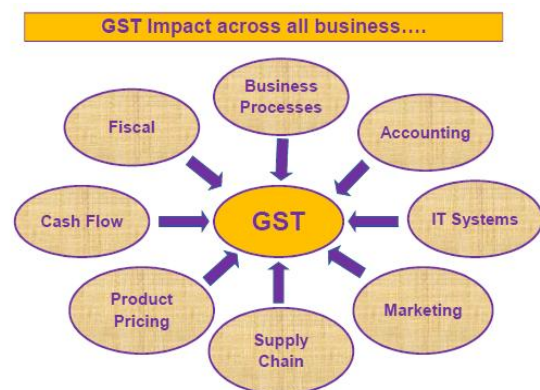 GST Impact across all business....
Business
Processes
Fiscal
Accounting
Cash Flow
GST
IT Systems
Product
Pricing
Marketing
Supply
Chain